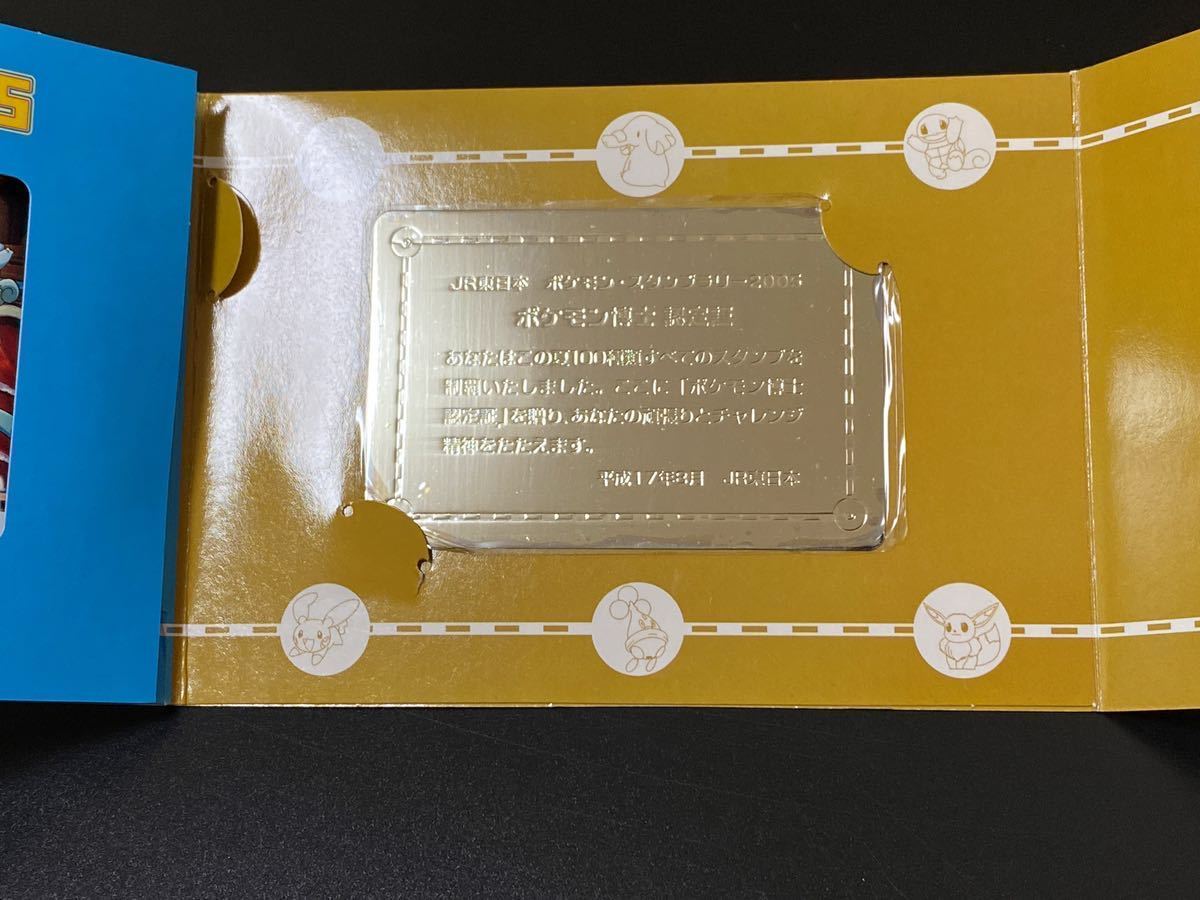 S
JR東日本 ポケモン・スタンプラリー2005
ポケモン博士 認定証
あなたはこの夏100種類すべてのスタンプを
制覇いたしました。ここに「ポケモン博士
認定証」を贈り、あなたの頑張りとチャレンジ
精神をたたえます。
平成17年8月 JR東日本